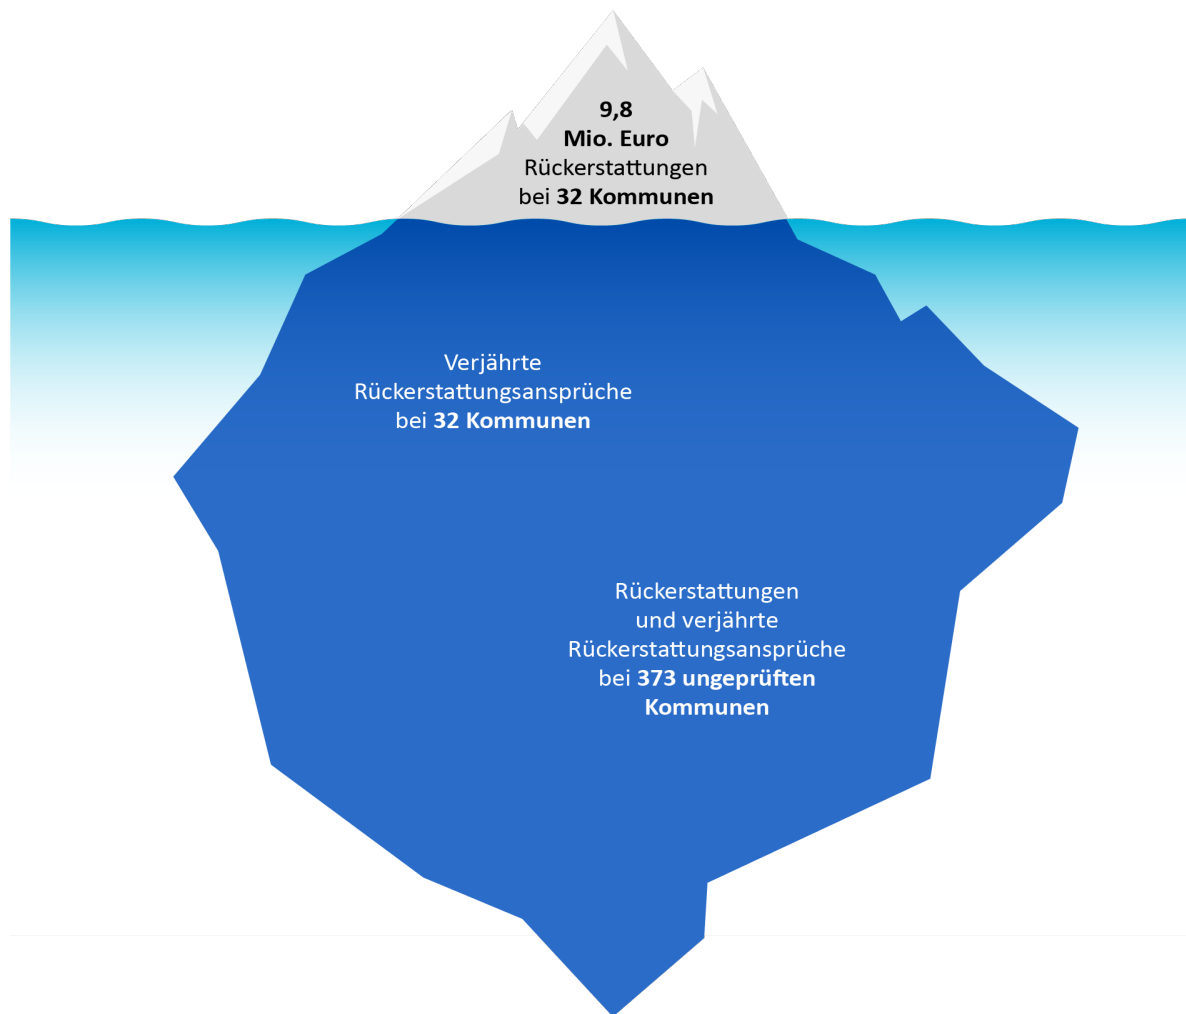 9,8
Mio. Euro
Rückerstattungen
bei 32 Kommunen
Verjährte
Rückerstattungsansprüche
bei 32 Kommunen
Rückerstattungen
und verjährte
Rückerstattungsansprüche
bei 373 ungeprüften
Kommunen